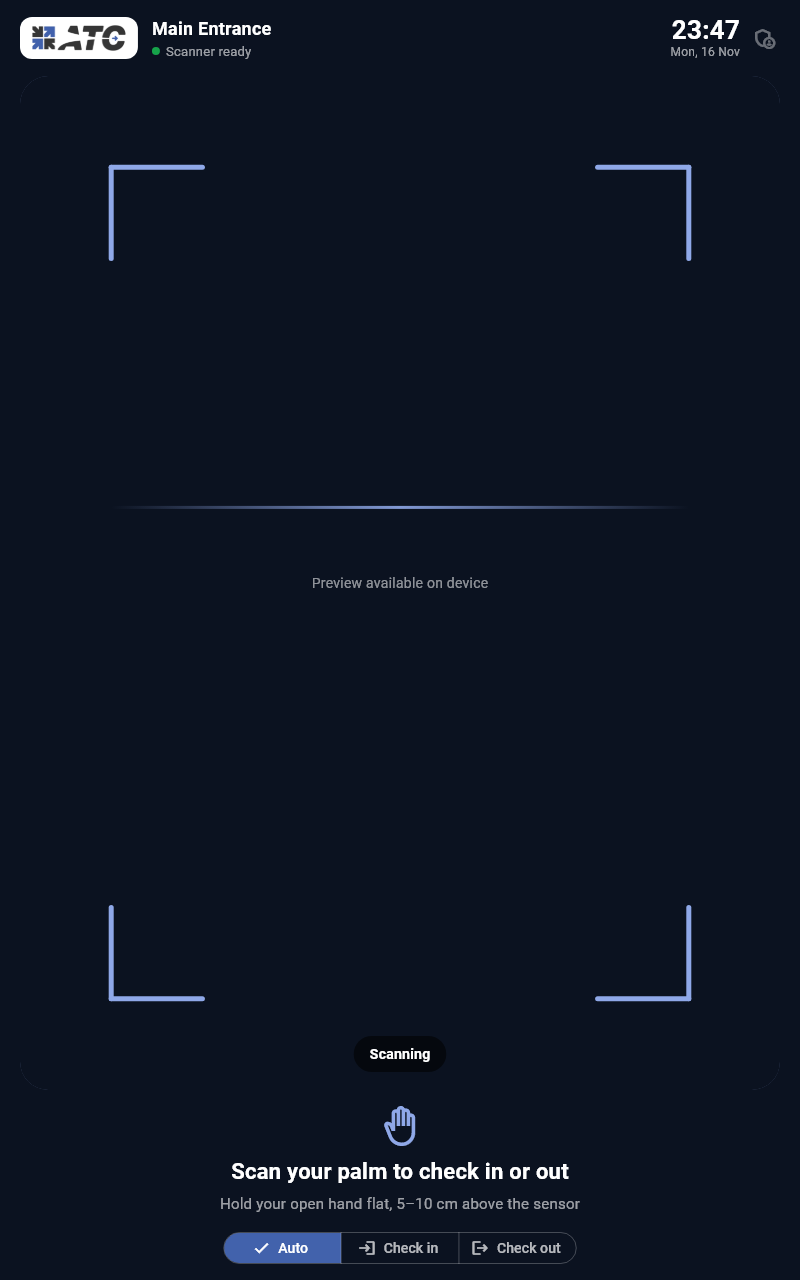 ATC
Main Entrance
Scanner ready
23:47
Mon, 16 Nov
Preview available on device
Scanning
Scan your palm to check in or out
Hold your open hand flat, 5–10 cm above the sensor
Auto
Check in
Check out